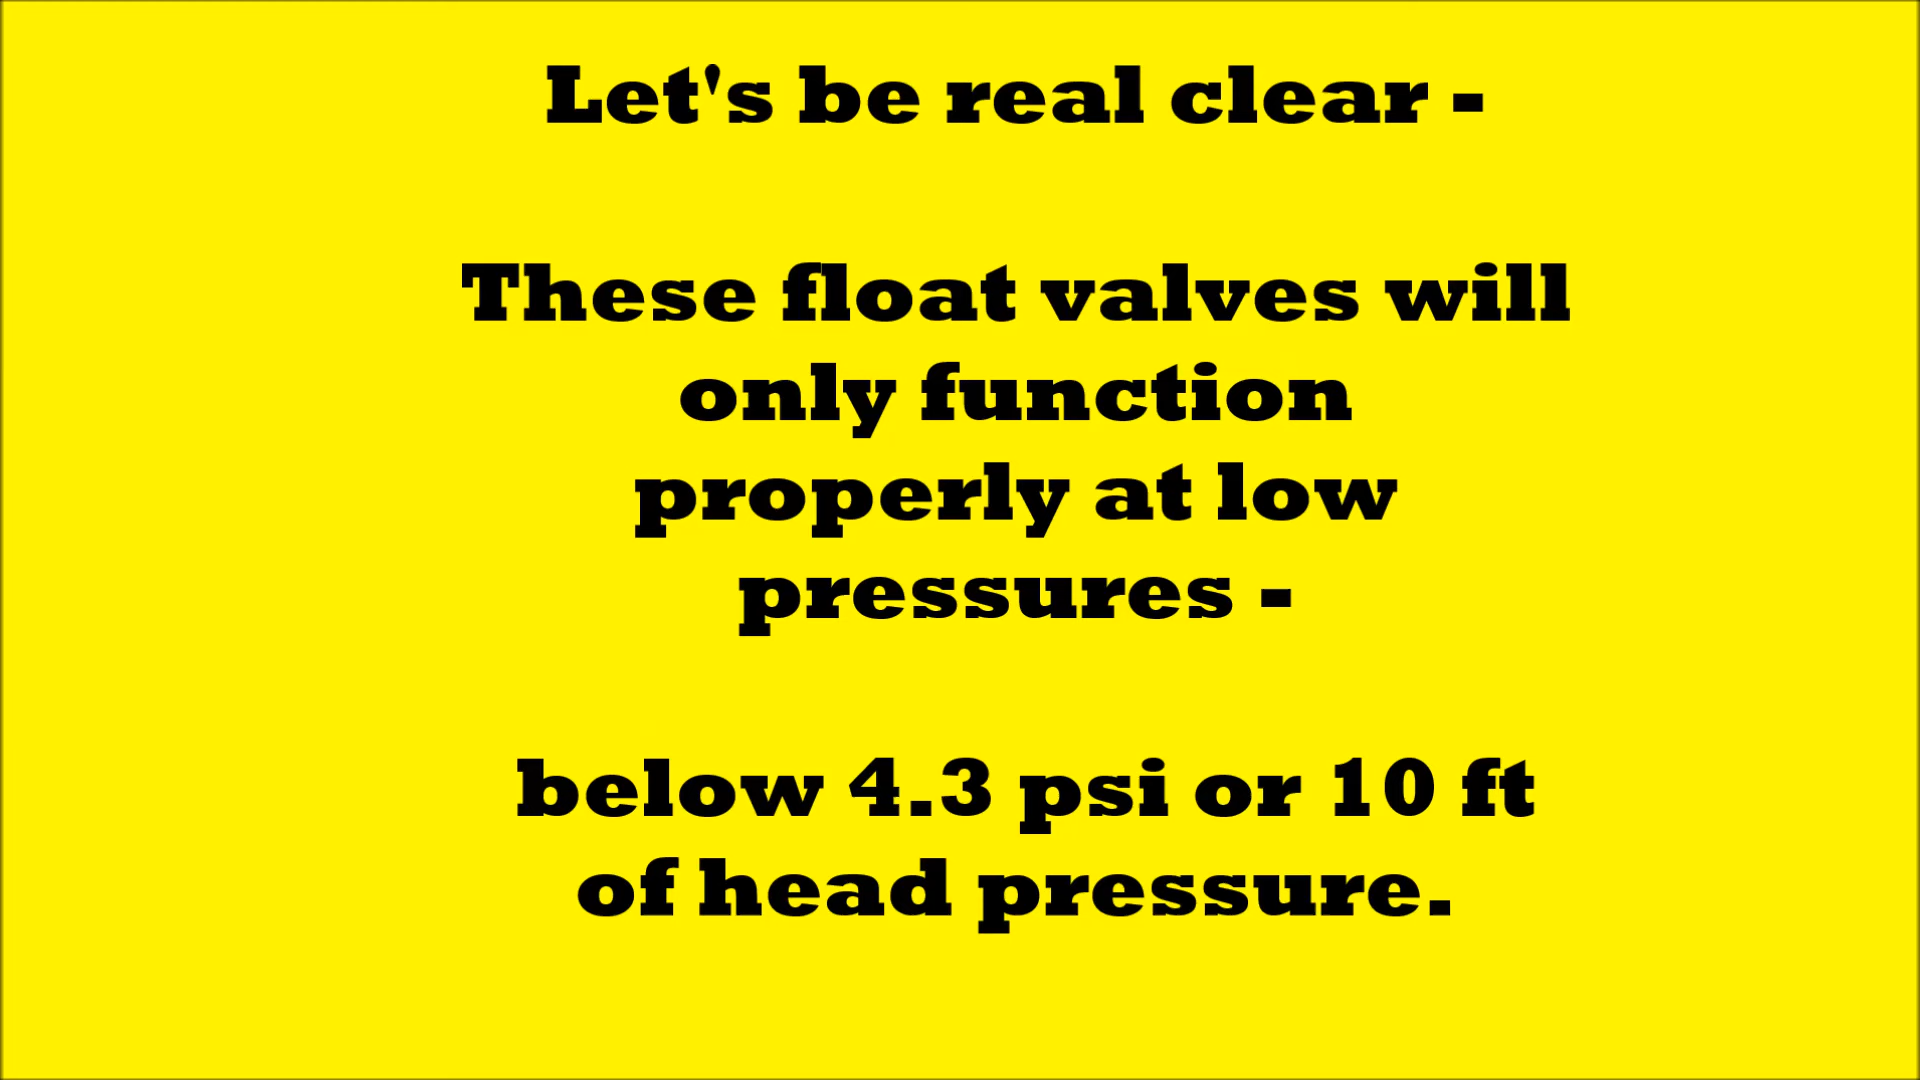 Let's be real clear -
These float valves will
only function
properly at low
pressures -
below 4.3 psi or 10 ft
of head pressure.